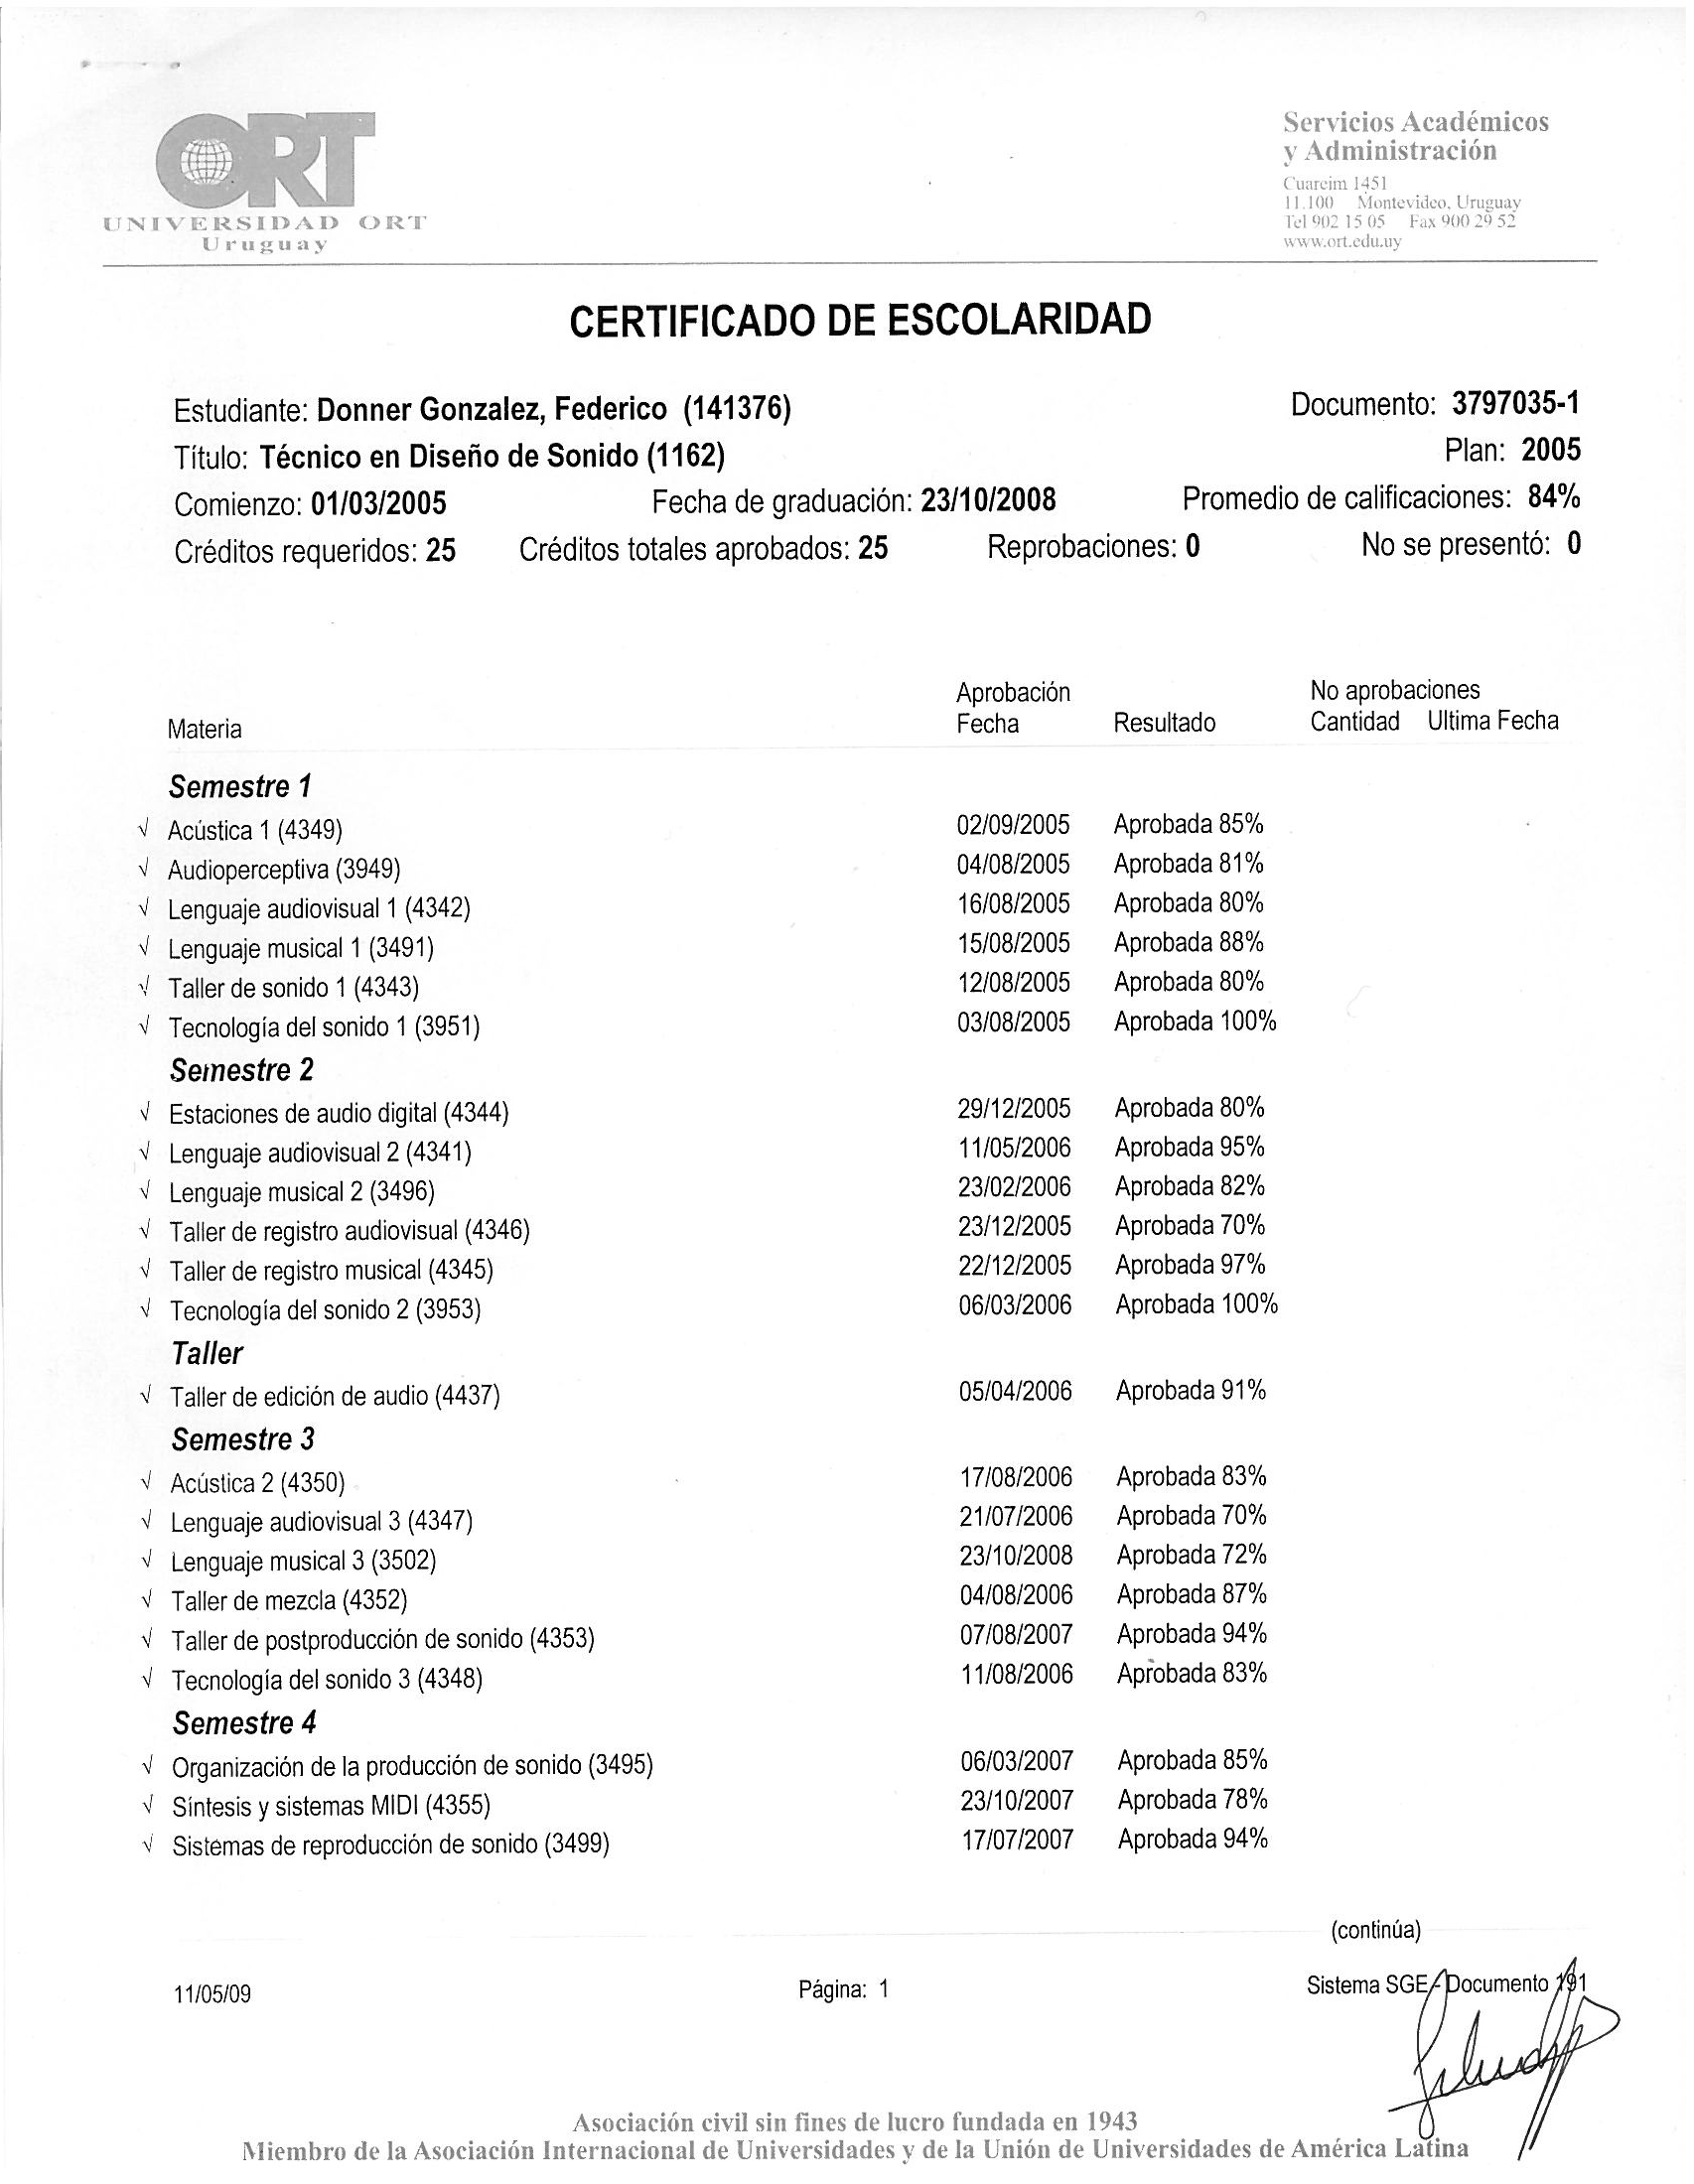 ORT
UNIVERSIDAD ORT
Uruguay
Servicios Académicos
y Administración
Cuareim 1451
11.100 Montevideo, Uruguay
Tel 902 15 05 Fax 900 29 52
www.ort.edu.uy
CERTIFICADO DE ESCOLARIDAD
Estudiante: Donner Gonzalez, Federico (141376) Documento: 3797035-1
Título: Técnico en Diseño de Sonido (1162) Plan: 2005
Comienzo: 01/03/2005 Fecha de graduación: 23/10/2008 Promedio de calificaciones: 84%
Créditos requeridos: 25 Créditos totales aprobados: 25 Reprobaciones: 0 No se presentó: 0
Aprobación No aprobaciones
Materia Fecha Resultado Cantidad Ultima Fecha
Semestre 1
√ Acústica 1 (4349) 02/09/2005 Aprobada 85%
√ Audioperceptiva (3949) 04/08/2005 Aprobada 81%
√ Lenguaje audiovisual 1 (4342) 16/08/2005 Aprobada 80%
√ Lenguaje musical 1 (3491) 15/08/2005 Aprobada 88%
√ Taller de sonido 1 (4343) 12/08/2005 Aprobada 80%
√ Tecnología del sonido 1 (3951) 03/08/2005 Aprobada 100%
Semestre 2
√ Estaciones de audio digital (4344) 29/12/2005 Aprobada 80%
√ Lenguaje audiovisual 2 (4341) 11/05/2006 Aprobada 95%
√ Lenguaje musical 2 (3496) 23/02/2006 Aprobada 82%
√ Taller de registro audiovisual (4346) 23/12/2005 Aprobada 70%
√ Taller de registro musical (4345) 22/12/2005 Aprobada 97%
√ Tecnología del sonido 2 (3953) 06/03/2006 Aprobada 100%
Taller
√ Taller de edición de audio (4437) 05/04/2006 Aprobada 91%
Semestre 3
√ Acústica 2 (4350) 17/08/2006 Aprobada 83%
√ Lenguaje audiovisual 3 (4347) 21/07/2006 Aprobada 70%
√ Lenguaje musical 3 (3502) 23/10/2008 Aprobada 72%
√ Taller de mezcla (4352) 04/08/2006 Aprobada 87%
√ Taller de postproducción de sonido (4353) 07/08/2007 Aprobada 94%
√ Tecnología del sonido 3 (4348) 11/08/2006 Aprobada 83%
Semestre 4
√ Organización de la producción de sonido (3495) 06/03/2007 Aprobada 85%
√ Síntesis y sistemas MIDI (4355) 23/10/2007 Aprobada 78%
√ Sistemas de reproducción de sonido (3499) 17/07/2007 Aprobada 94%
(continúa)
11/05/09 Página: 1 Sistema SGE - Documento 191
Asociación civil sin fines de lucro fundada en 1943
Miembro de la Asociación Internacional de Universidades y de la Unión de Universidades de América Latina